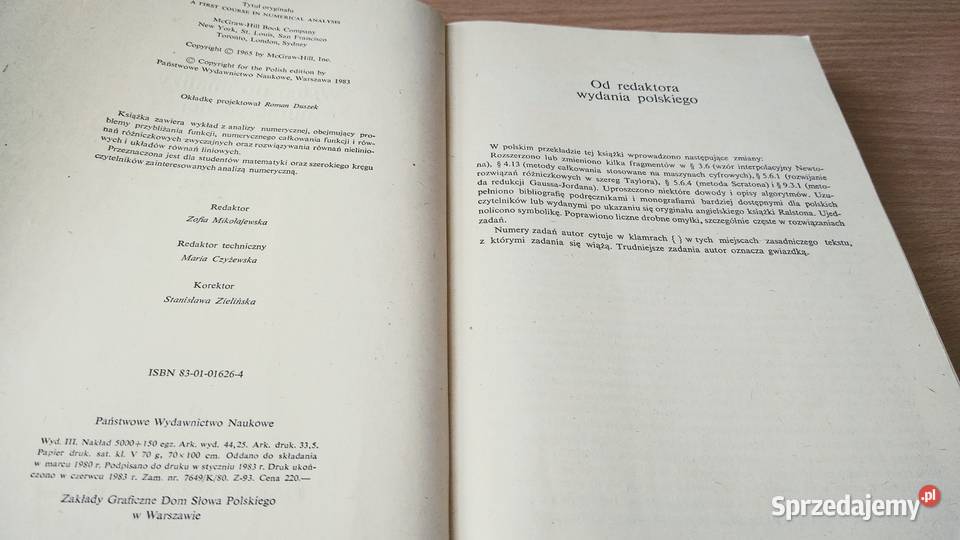 Tytuł oryginału
A FIRST COURSE IN NUMERICAL ANALYSIS
McGraw-Hill Book Company
New York, St. Louis, San Francisco
Toronto, London, Sydney
Copyright © 1965 by McGraw-Hill, Inc.
© Copyright for the Polish edition by
Państwowe Wydawnictwo Naukowe, Warszawa 1983
Okładkę projektował Roman Duszek
Książka zawiera wykład z analizy numerycznej, obejmujący pro-
blemy przybliżania funkcji, numerycznego całkowania funkcji i rów-
nań różniczkowych zwyczajnych oraz rozwiązywania równań nielinio-
wych i układów równań liniowych.
Przeznaczona jest dla studentów matematyki oraz szerokiego kręgu
czytelników zainteresowanych analizą numeryczną.
Redaktor
Zofia Mikołajewska
Redaktor techniczny
Maria Czyżewska
Korektor
Stanisława Zielińska
ISBN 83-01-01626-4
Państwowe Wydawnictwo Naukowe
Wyd. III. Nakład 5000+150 egz. Ark. wyd. 44,25. Ark. druk. 33,5.
Papier druk. sat. kl. V 70 g, 70×100 cm. Oddano do składania
w marcu 1980 r. Podpisano do druku w styczniu 1983 r. Druk ukoń-
czono w czerwcu 1983 r. Zam. nr. 7649/K/80. Z-93. Cena 220.—
Zakłady Graficzne Dom Słowa Polskiego
w Warszawie
Od redaktora
wydania polskiego
W polskim przekładzie tej książki wprowadzono następujące zmiany:
Rozszerzono lub zmieniono kilka fragmentów w § 3.6 (wzór interpolacyjny Newto-
na), § 4.13 (metody całkowania stosowane na maszynach cyfrowych), § 5.6.1 (rozwijanie
rozwiązań różniczkowych w szereg Taylora), § 5.6.4 (metoda Scratona) i § 9.3.1 (meto-
da redukcji Gaussa-Jordana). Uproszczono niektóre dowody i opisy algorytmów. Uzu-
pełniono bibliografię podręcznikami i monografiami bardziej dostępnymi dla polskich
czytelników lub wydanymi po ukazaniu się oryginału angielskiego książki Ralstona. Ujed-
nolicono symbolikę. Poprawiono liczne drobne omyłki, szczególnie częste w rozwiązaniach
zadań.
Numery zadań autor cytuje w klamrach { } w tych miejscach zasadniczego tekstu,
z którymi zadania się wiążą. Trudniejsze zadania autor oznacza gwiazdką.
Sprzedajemy.pl